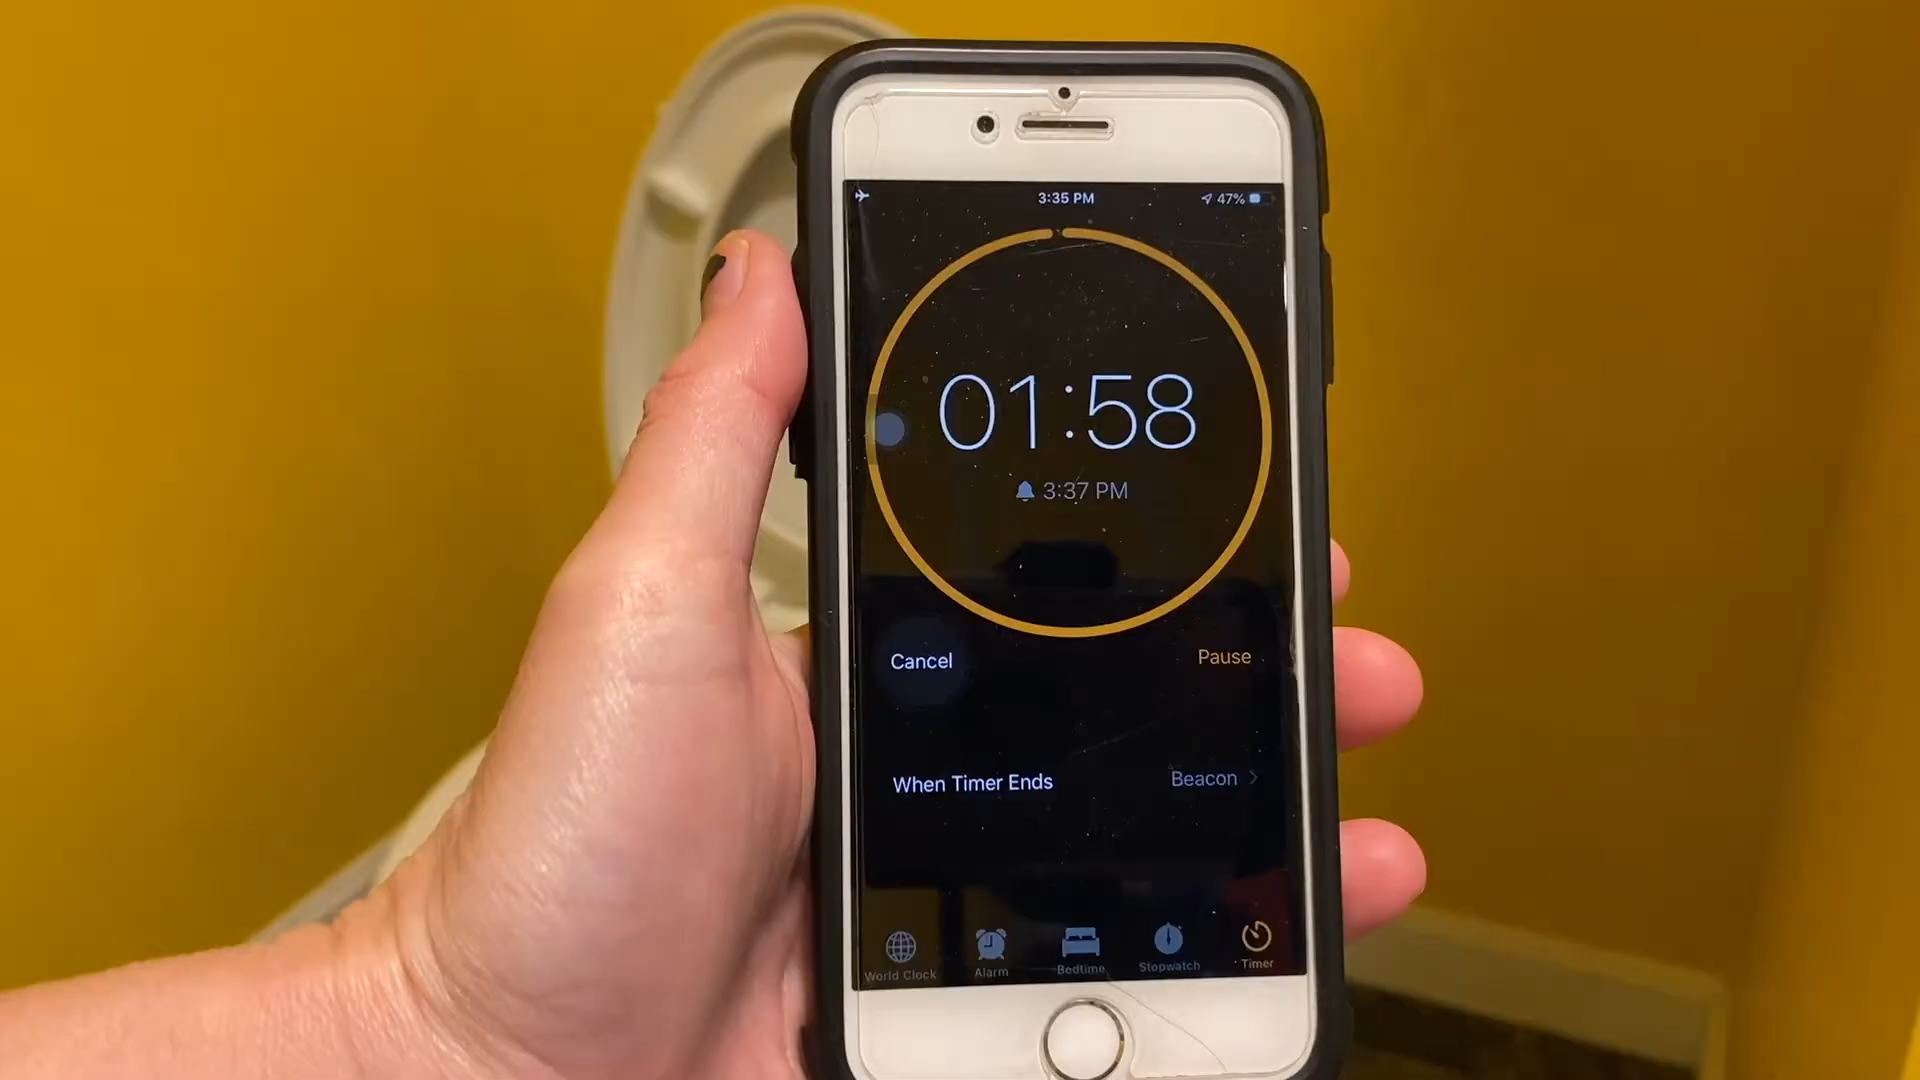 3:35 PM
47%
01:58
3:37 PM
Cancel
Pause
When Timer Ends
Beacon
World Clock
Alarm
Bedtime
Stopwatch
Timer